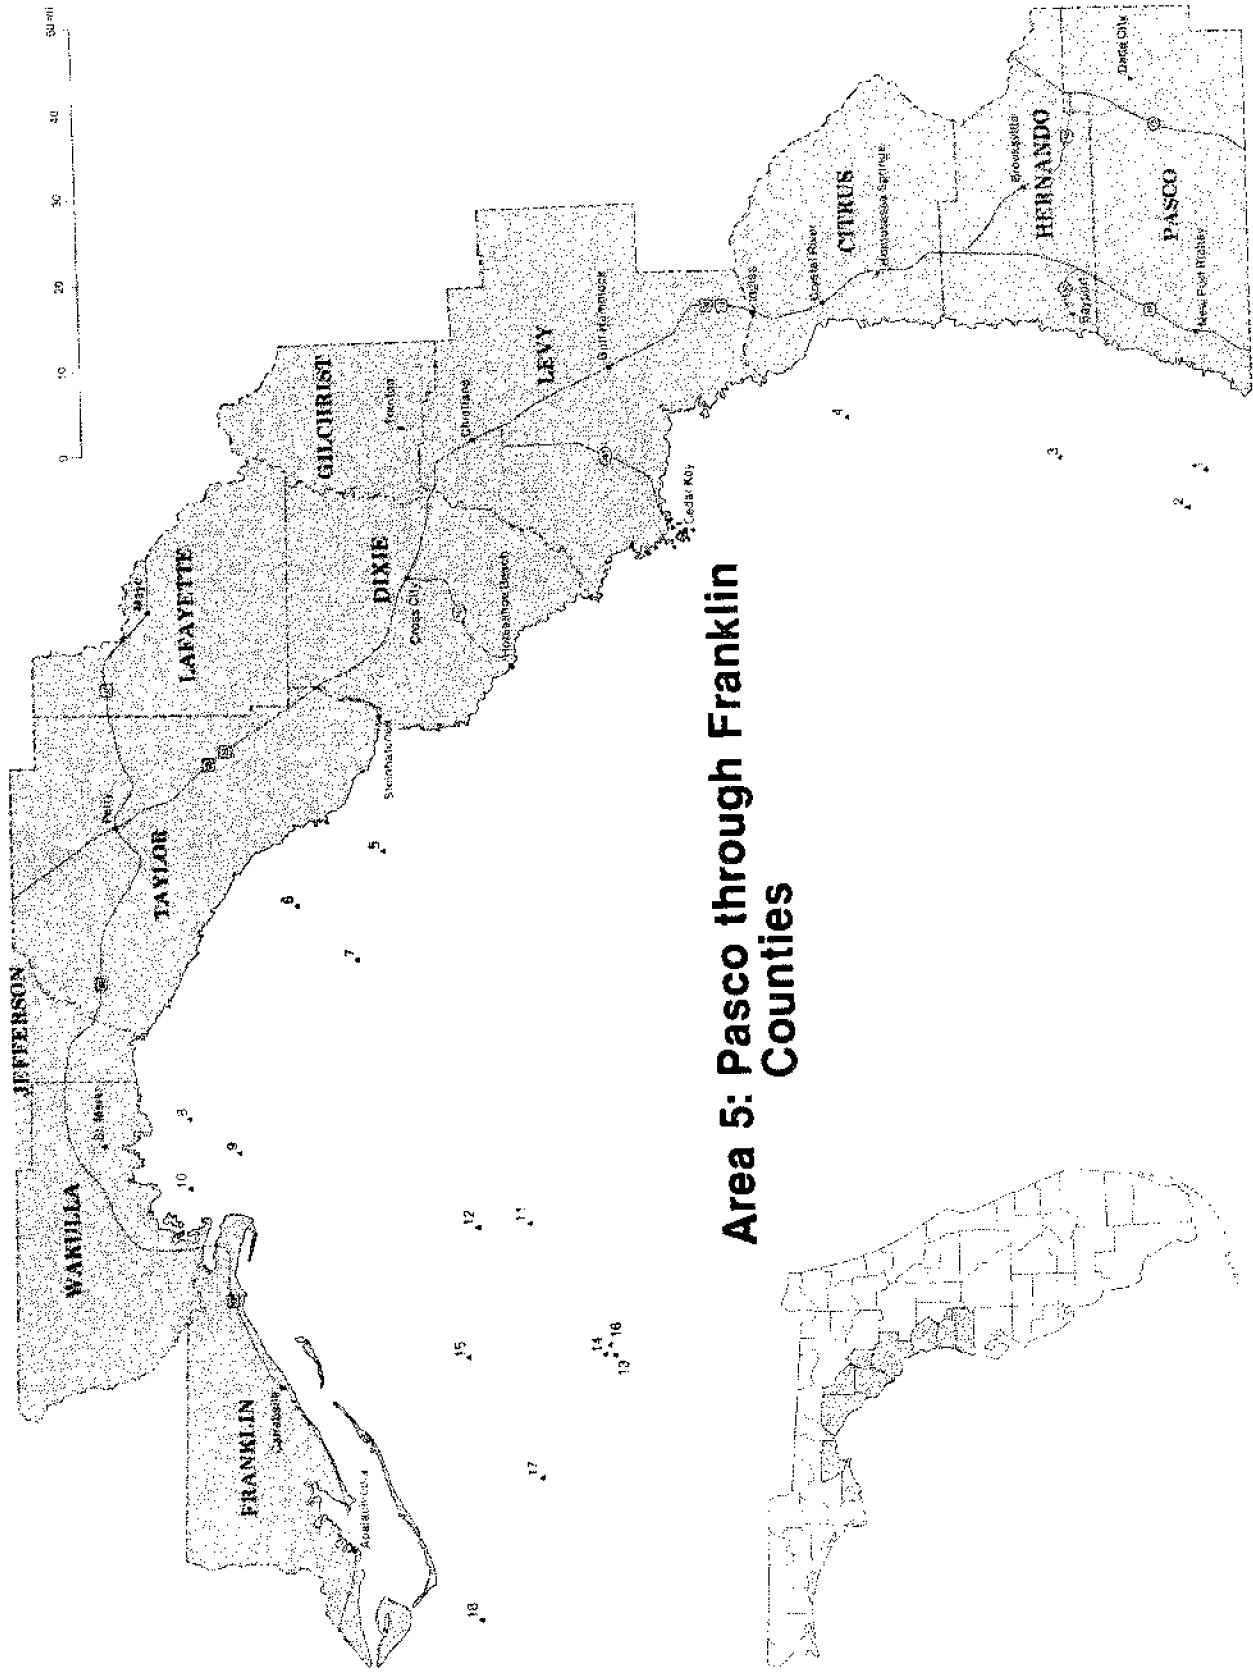 Area 5: Pasco through Franklin
Counties
JEFFERSON
WAKULLA
TAYLOR
LAFAYETTE
GILCHRIST
DIXIE
LEVY
CITRUS
HERNANDO
PASCO
FRANKLIN
St. Marks
Perry
Mayo
Steinhatchee
Cross City
Horseshoe Beach
Trenton
Chiefland
Gulf Hammock
Cedar Key
Inglis
Crystal River
Homosassa Springs
Brooksville
Bayport
Dade City
New Port Richey
Carrabelle
Apalachicola
0
10
20
30
40
50 mi
1
2
3
4
5
6
7
8
9
10
11
12
13
14
15
16
17
18